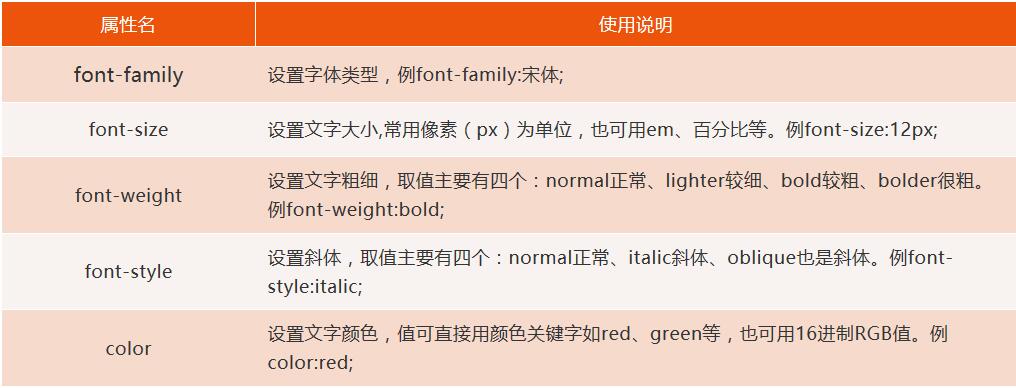 属性名 使用说明
font-family 设置字体类型，例font-family:宋体;
font-size 设置文字大小,常用像素（px）为单位，也可用em、百分比等。例font-size:12px;
font-weight 设置文字粗细，取值主要有四个：normal正常、lighter较细、bold较粗、bolder很粗。
例font-weight:bold;
font-style 设置斜体，取值主要有四个：normal正常、italic斜体、oblique也是斜体。例font-
style:italic;
color 设置文字颜色，值可直接用颜色关键字如red、green等，也可用16进制RGB值。例
color:red;